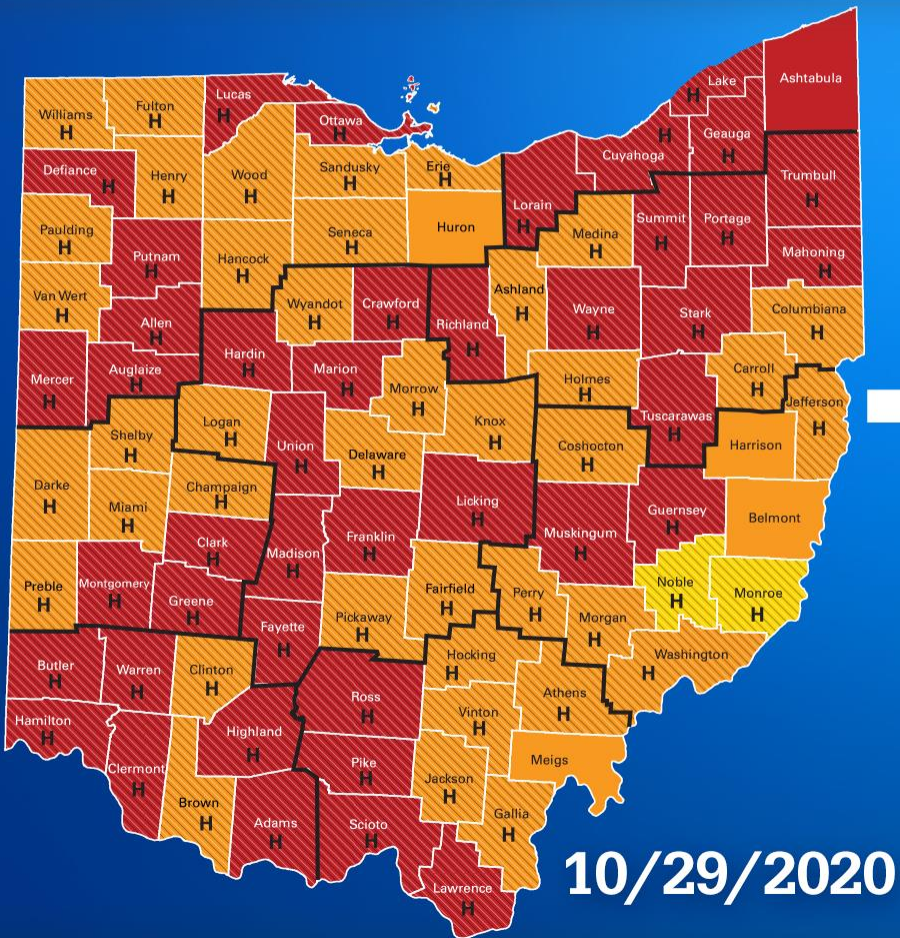 Lake
Ashtabula
H
Lucas
H
Fulton
H
Williams
H
Ottawa
H
Cuyahoga
H
Geauga
H
Defiance
H
Henry
H
Wood
H
Sandusky
H
Erie
H
Lorain
H
Trumbull
H
Paulding
H
Putnam
H
Hancock
H
Seneca
H
Huron
Medina
H
Summit
H
Portage
H
Mahoning
H
Van Wert
H
Allen
H
Wyandot
H
Crawford
H
Richland
H
Ashland
H
Wayne
H
Stark
H
Columbiana
H
Mercer
H
Auglaize
H
Hardin
H
Marion
H
Morrow
H
Holmes
H
Tuscarawas
H
Carroll
H
Jefferson
H
Shelby
H
Logan
H
Union
H
Delaware
H
Knox
H
Coshocton
H
Harrison
Darke
H
Miami
H
Champaign
H
Clark
H
Madison
H
Franklin
H
Licking
H
Muskingum
H
Guernsey
H
Belmont
Preble
H
Montgomery
H
Greene
H
Fayette
H
Pickaway
H
Fairfield
H
Perry
H
Morgan
H
Noble
H
Monroe
H
Butler
H
Warren
H
Clinton
H
Ross
H
Hocking
H
Athens
H
Washington
H
Hamilton
H
Clermont
H
Highland
H
Pike
H
Vinton
H
Meigs
Brown
H
Adams
H
Scioto
H
Jackson
H
Gallia
H
Lawrence
H
10/29/2020